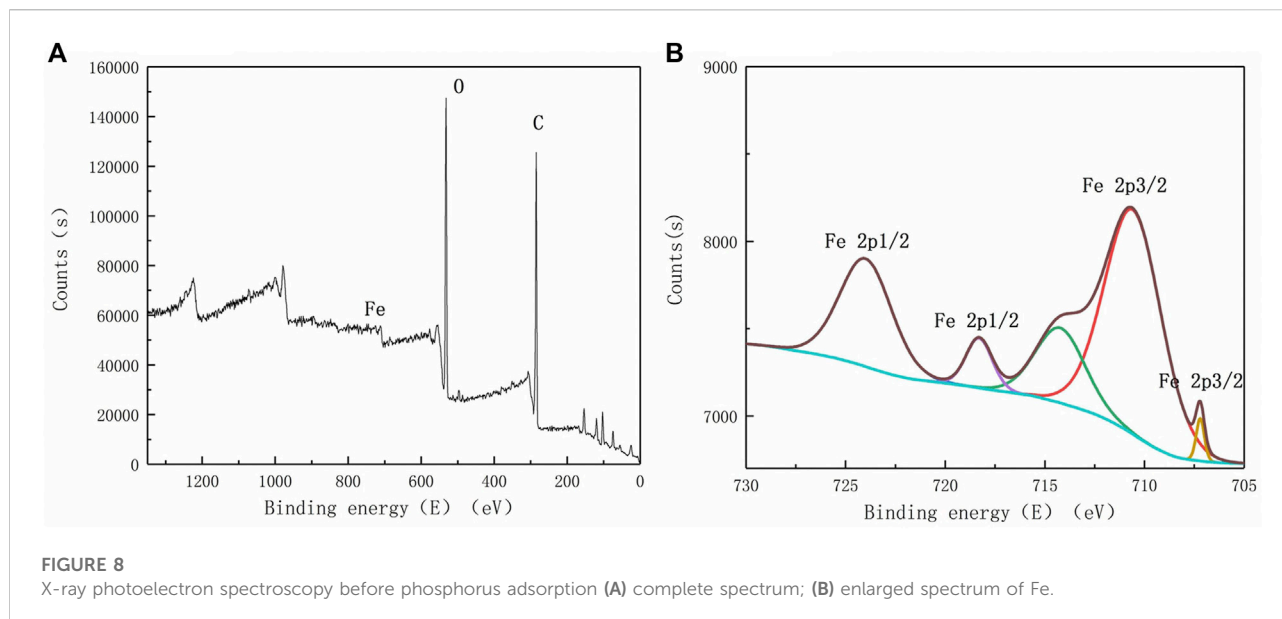 A
160000
140000
120000
100000
80000
60000
40000
20000
0
Counts (s)
O
C
Fe
1200
1000
800
600
400
200
0
Binding energy (E) (eV)
B
9000
8000
7000
Counts(s)
Fe 2p3/2
Fe 2p1/2
Fe 2p1/2
Fe 2p3/2
730
725
720
715
710
705
Binding energy (E) (eV)
FIGURE 8
X-ray photoelectron spectroscopy before phosphorus adsorption (A) complete spectrum; (B) enlarged spectrum of Fe.